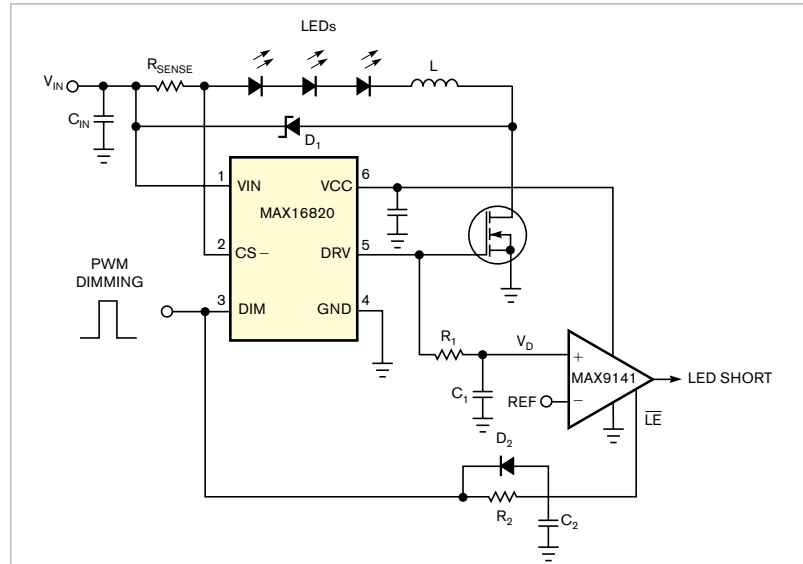 LEDs
V_IN
R_SENSE
L
C_IN
D_1
1
VIN
VCC
6
MAX16820
2
CS−
DRV
5
PWM
DIMMING
3
DIM
GND
4
R_1
V_D
+
MAX9141
LED SHORT
C_1
REF
−
L̅E̅
D_2
R_2
C_2